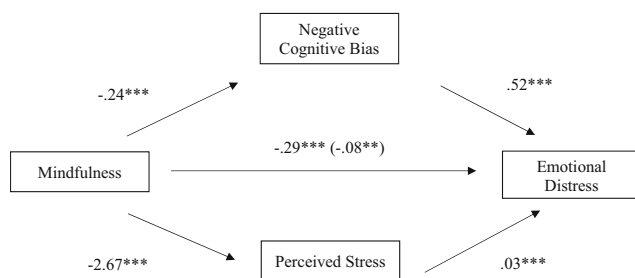 Negative
Cognitive Bias
-.24***
.52***
-.29*** (-.08**)
Mindfulness
Emotional
Distress
-2.67***
Perceived Stress
.03***